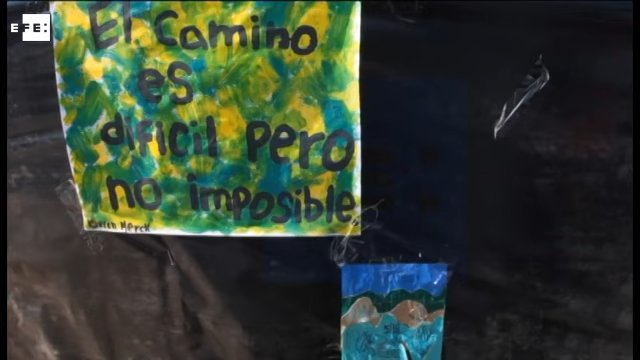 EFE:
El Camino
es
dificil pero
no imposible